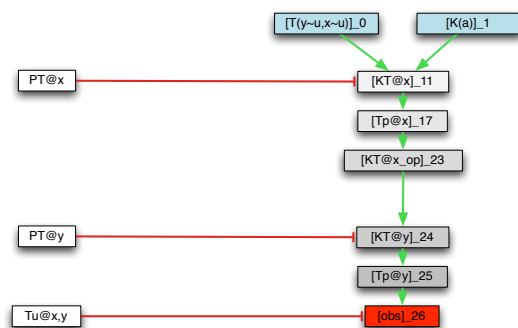 [T(y~u,x~u)]_0 [K(a)]_1
PT@x [KT@x]_11
[Tp@x]_17
[KT@x_op]_23
PT@y [KT@y]_24
[Tp@y]_25
Tu@x,y [obs]_26